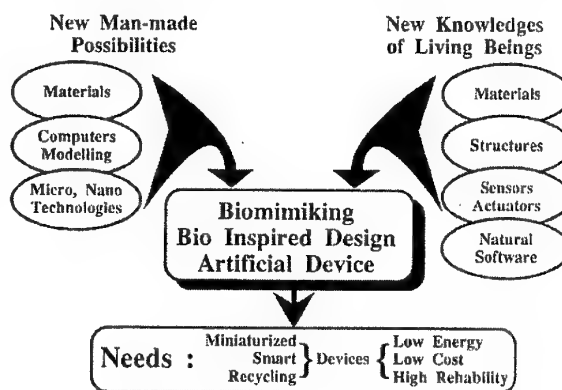 New Man-made
Possibilities
Materials
Computers
Modelling
Micro, Nano
Technologies
New Knowledges
of Living Beings
Materials
Structures
Sensors
Actuators
Natural
Software
Biomimiking
Bio Inspired Design
Artificial Device
Needs :
Miniaturized
Smart
Recycling
} Devices {
Low Energy
Low Cost
High Rehability